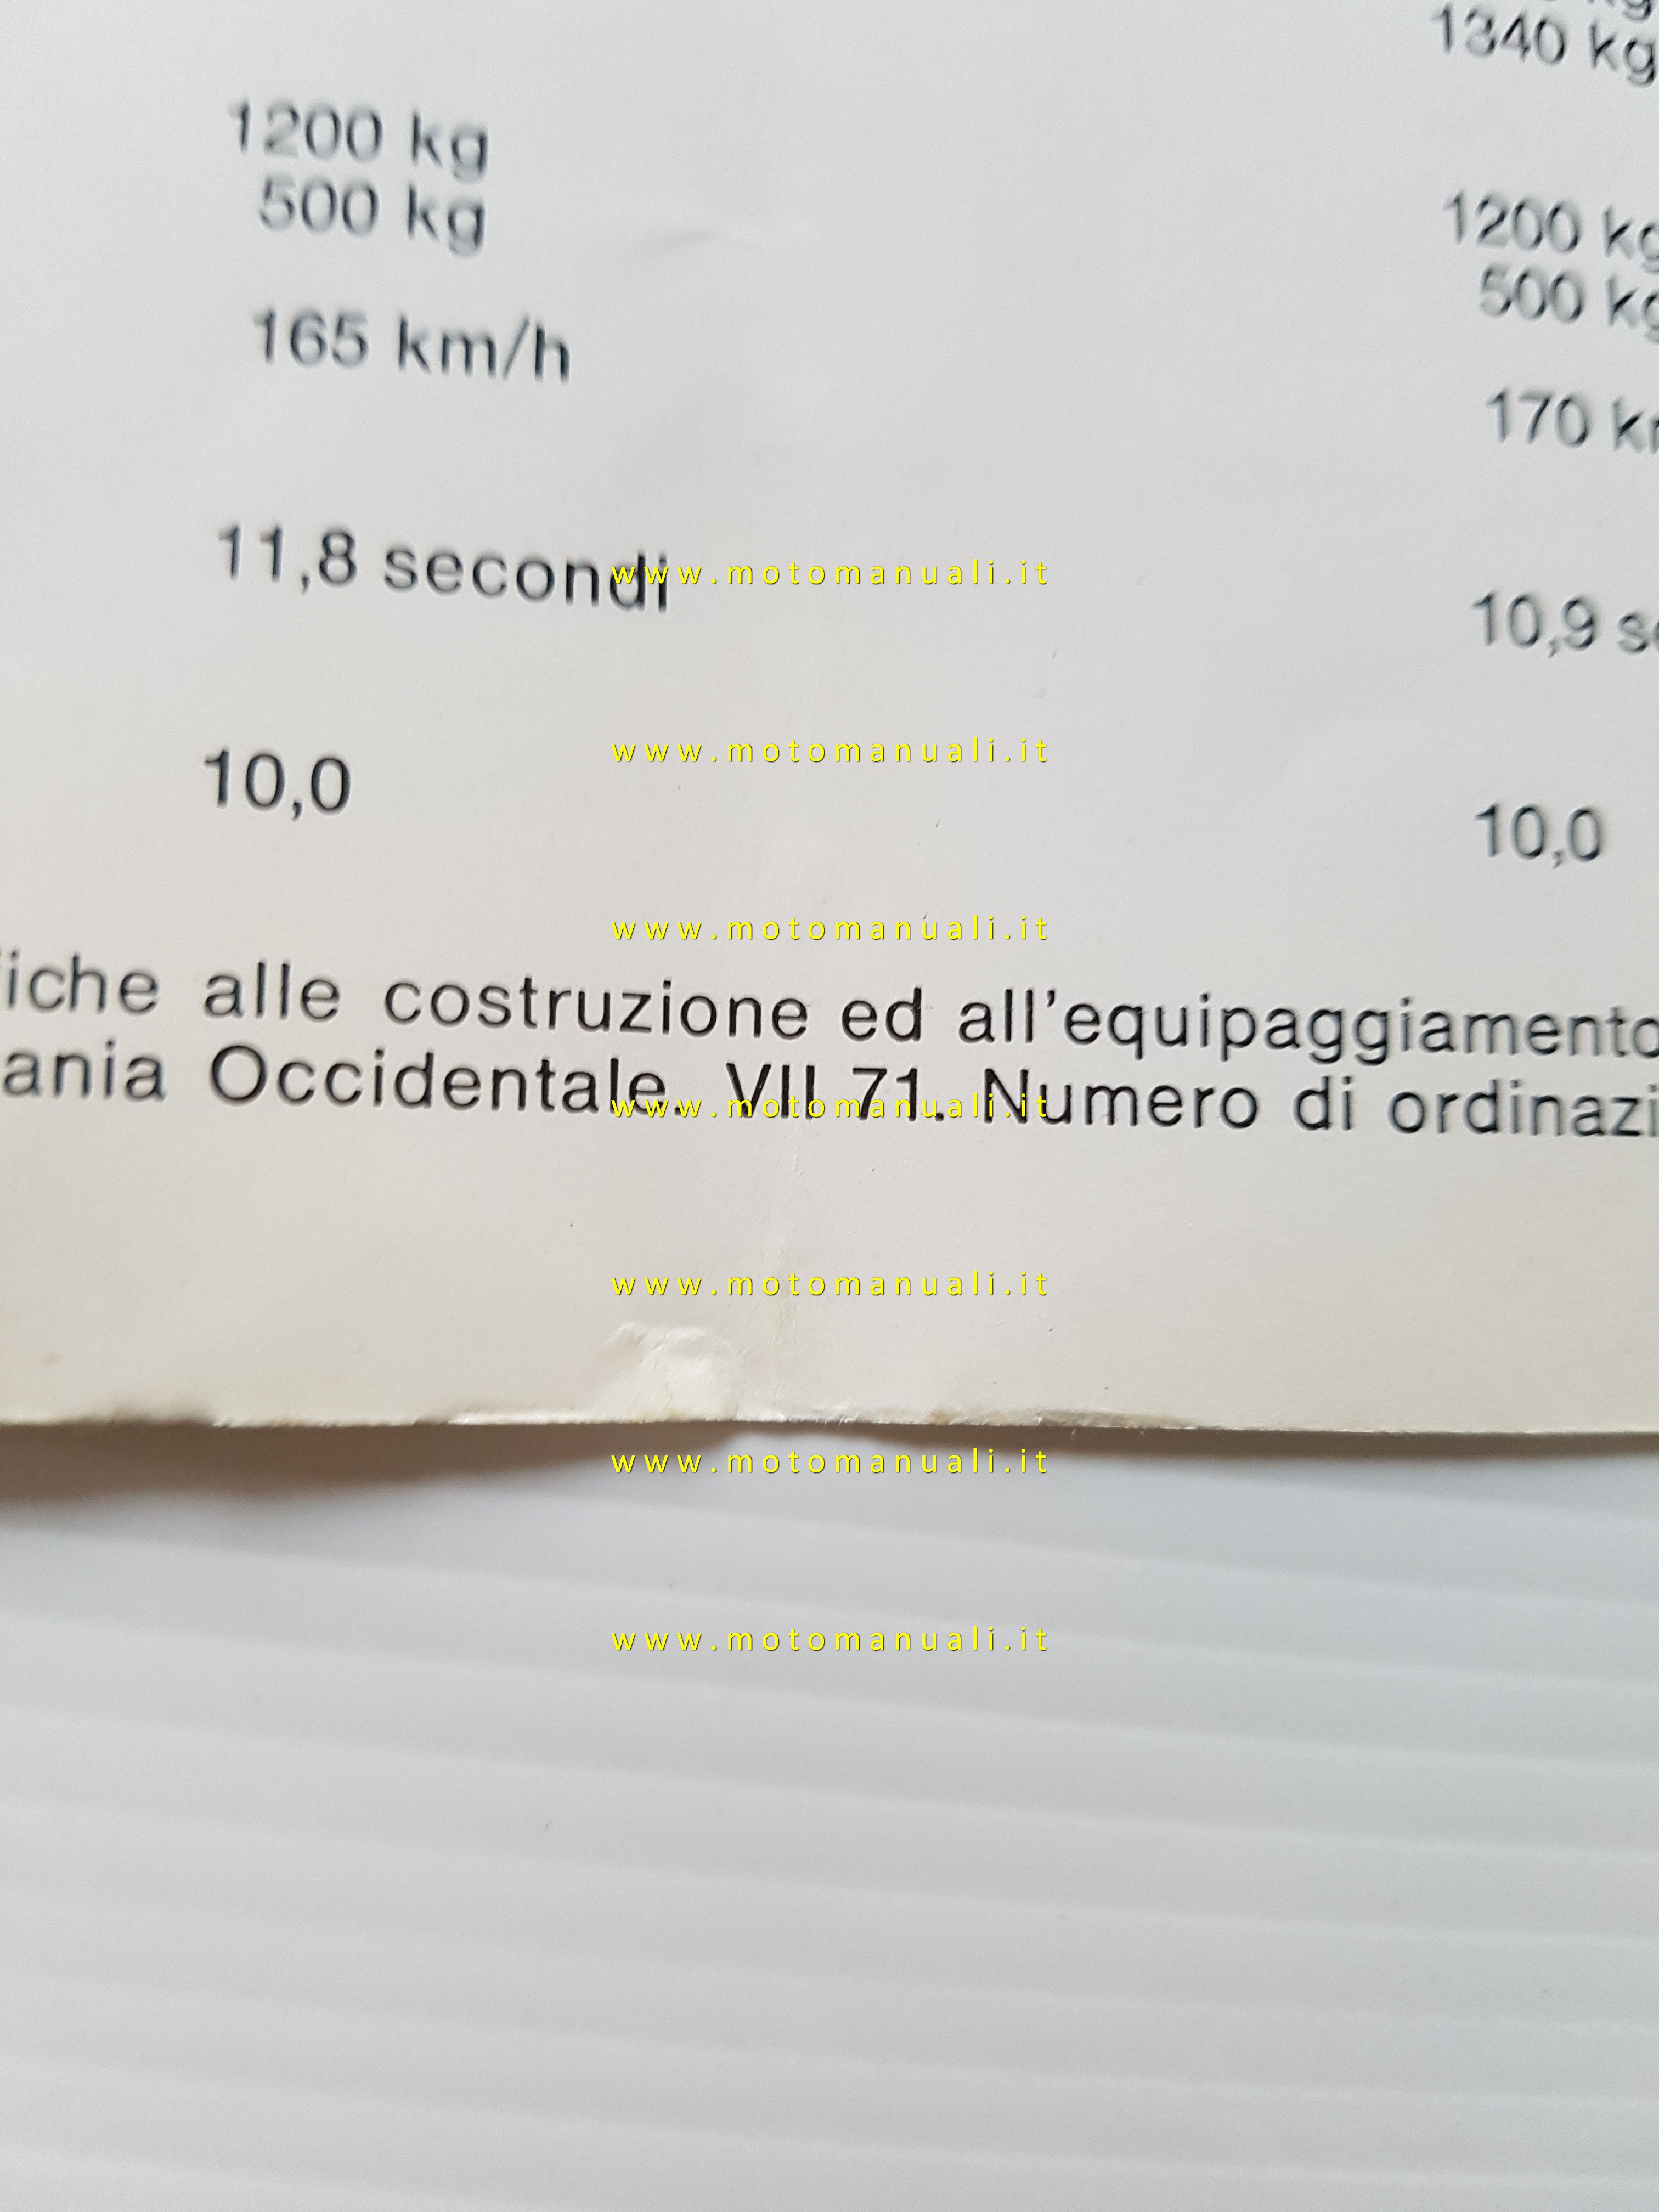 1340 kg
1200 kg
500 kg
1200 kg
500 kg
165 km/h
170
11,8 secondi
www.motomanuali.it
10,9
www.motomanuali.it
10,0
10,0
www.motomanuali.it
iche alle costruzione ed all'equipaggiamento
ania Occidentale. VII 71. Numero di ordinazi
www.motomanuali.it
www.motomanuali.it
www.motomanuali.it
www.motomanuali.it